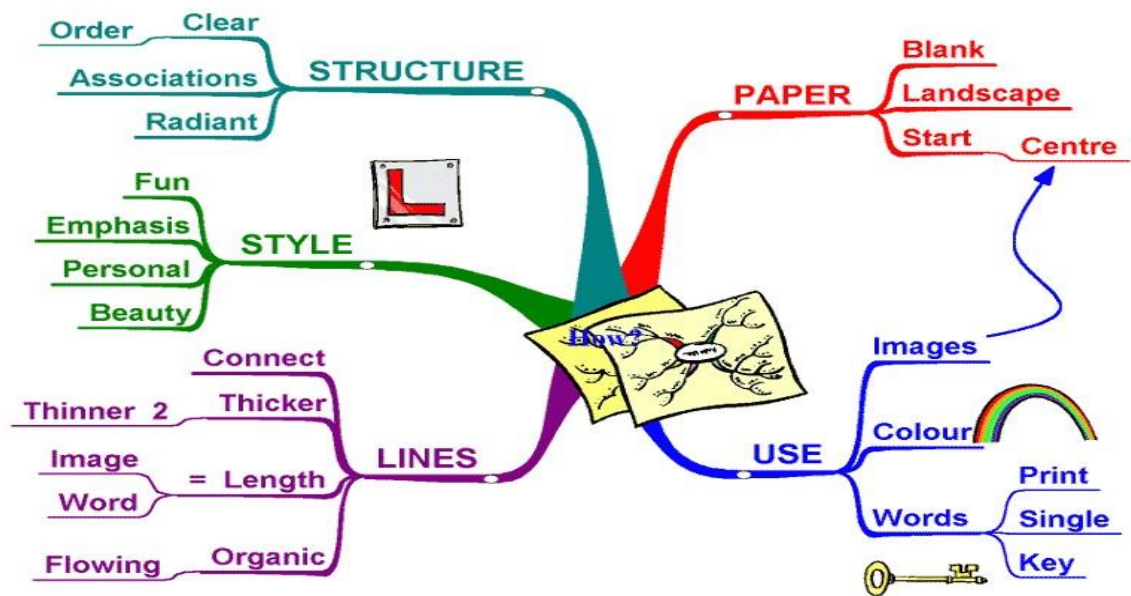 How?
PAPER
Blank
Landscape
Start
Centre
USE
Images
Colour
Words
Print
Single
Key
LINES
Connect
Thicker
Thinner 2
= Length
Image
Word
Organic
Flowing
STYLE
Fun
Emphasis
Personal
Beauty
STRUCTURE
Clear
Order
Associations
Radiant
L